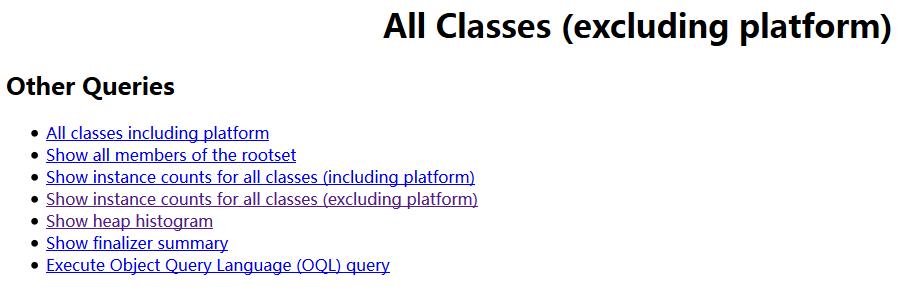 All Classes (excluding platform)
Other Queries
All classes including platform
Show all members of the rootset
Show instance counts for all classes (including platform)
Show instance counts for all classes (excluding platform)
Show heap histogram
Show finalizer summary
Execute Object Query Language (OQL) query